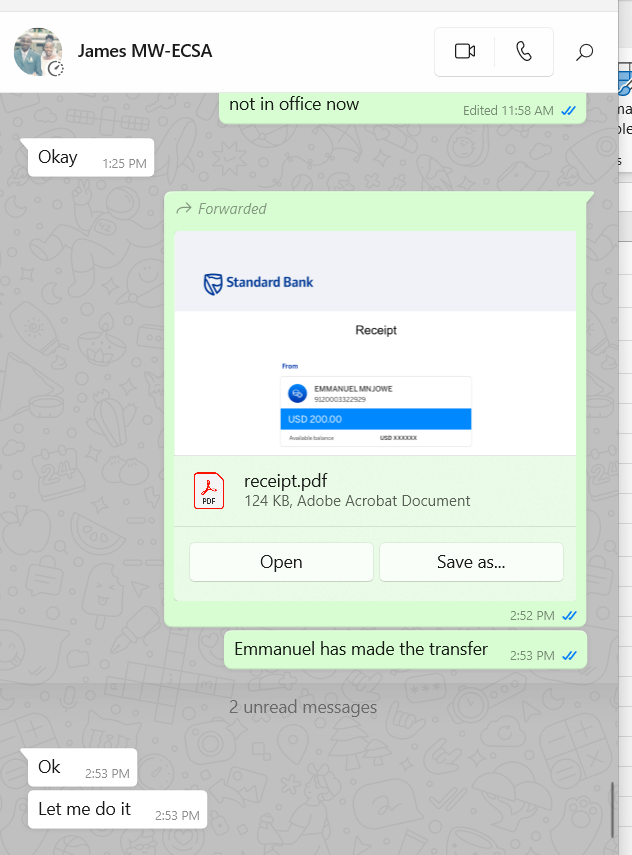 James MW-ECSA
not in office now
Edited 11:58 AM
Okay
1:25 PM
Forwarded
Standard Bank
Receipt
From
EMMANUEL MNJOWE
9120003322929
USD 200.00
Available balance USD XXXXXX
PDF
receipt.pdf
124 KB, Adobe Acrobat Document
Open
Save as...
2:52 PM
Emmanuel has made the transfer
2:53 PM
2 unread messages
Ok
2:53 PM
Let me do it
2:53 PM